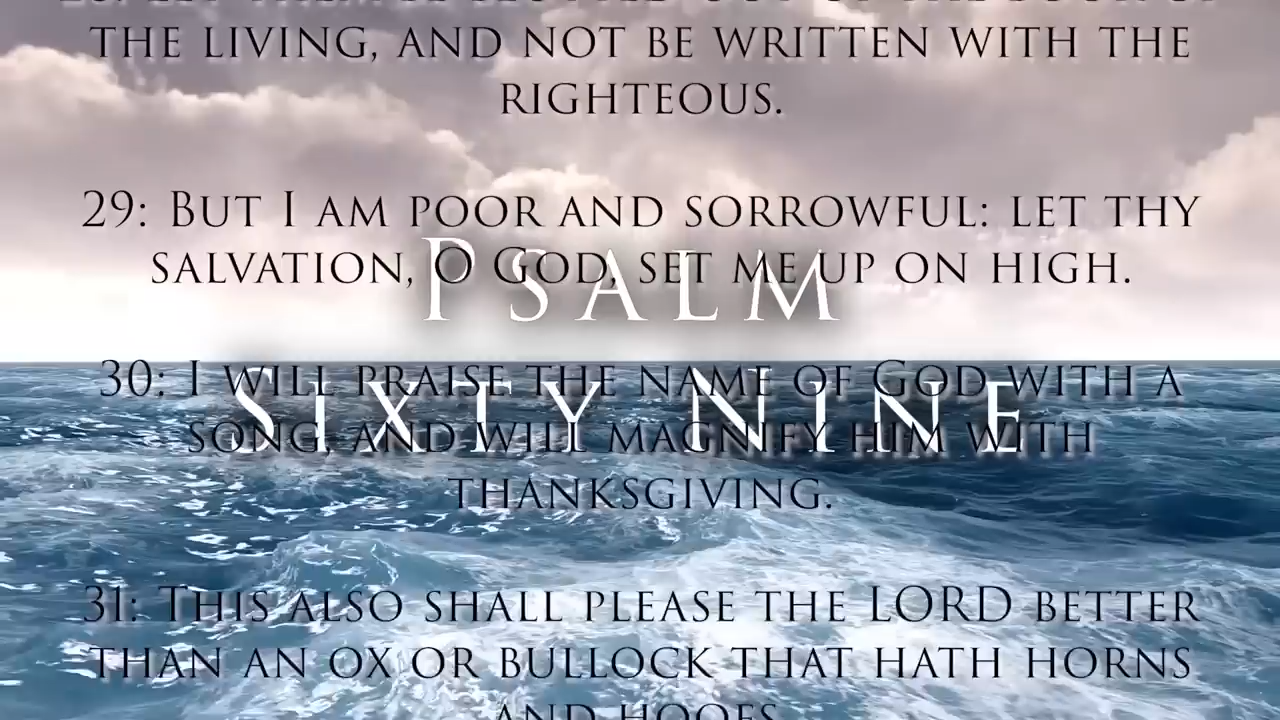 THE LIVING, AND NOT BE WRITTEN WITH THE
RIGHTEOUS.
29: BUT I AM POOR AND SORROWFUL: LET THY
SALVATION, O GOD, SET ME UP ON HIGH.
PSALM
30: I WILL PRAISE THE NAME OF GOD WITH A
SIXTY NINE
SONG, AND WILL MAGNIFY HIM WITH
THANKSGIVING.
31: THIS ALSO SHALL PLEASE THE LORD BETTER
THAN AN OX OR BULLOCK THAT HATH HORNS
AND HOOFS